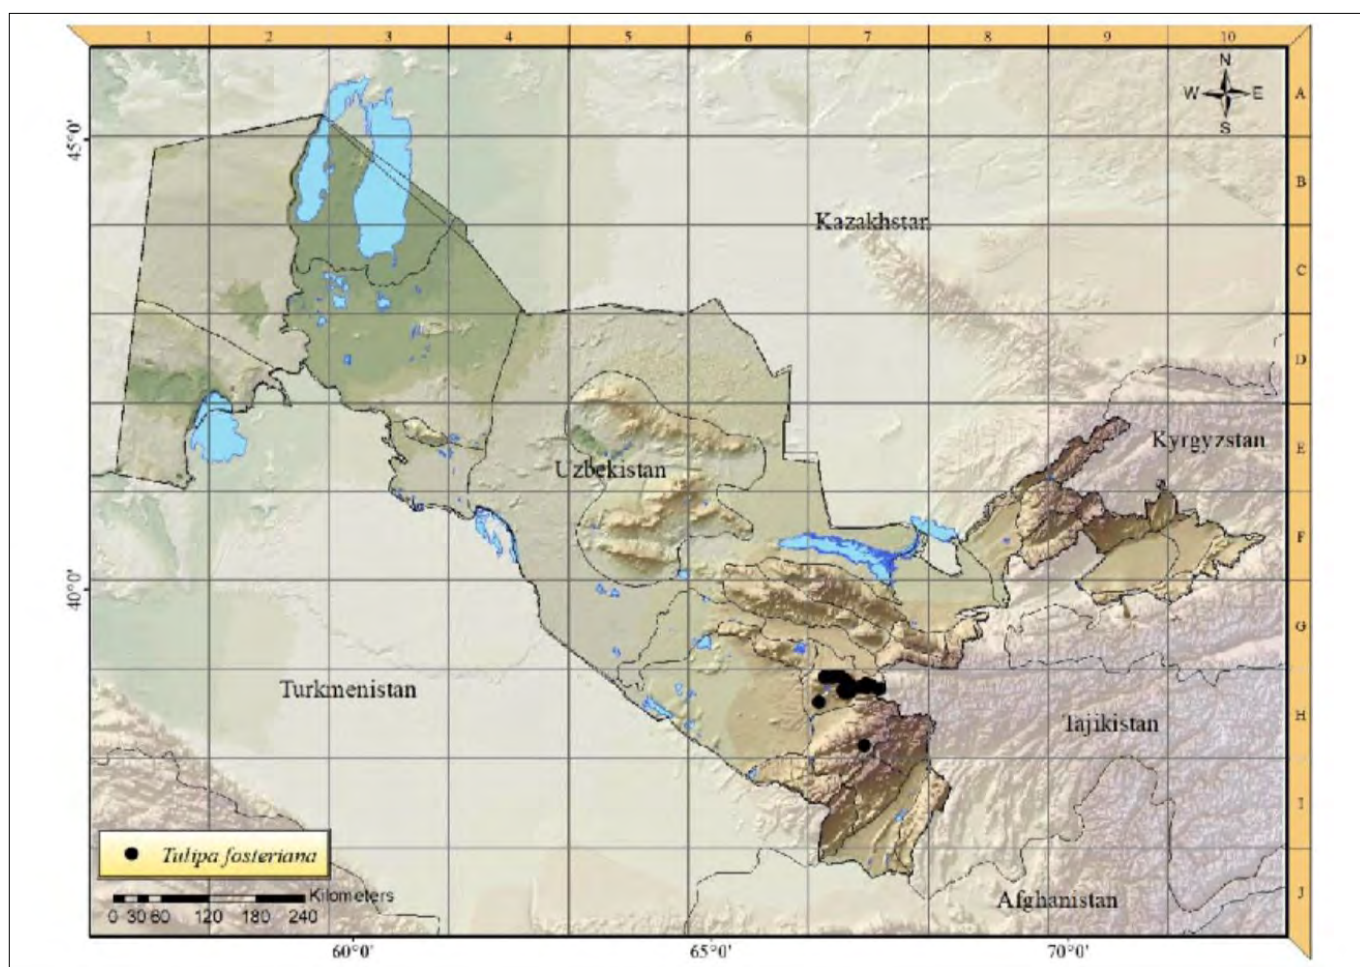 1 2 3 4 5 6 7 8 9 10
N
W E
S
A
45°0'
B
Kazakhstan
C
D
E
Kyrgyzstan
Uzbekistan
F
40°0'
G
Turkmenistan
H
Tajikistan
I
Tulipa fosteriana
J
Kilometers
0 30 60 120 180 240
Afghanistan
60°0' 65°0' 70°0'